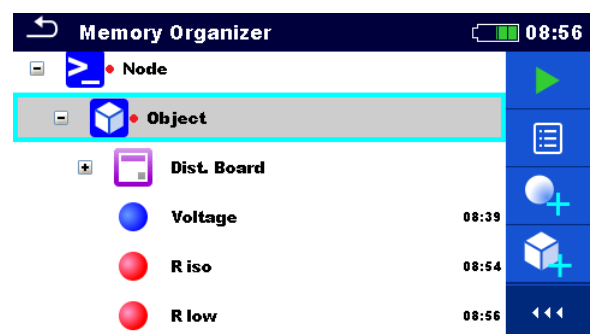 Memory Organizer 08:56
Node
Object
Dist. Board
Voltage 08:39
R iso 08:54
R low 08:56